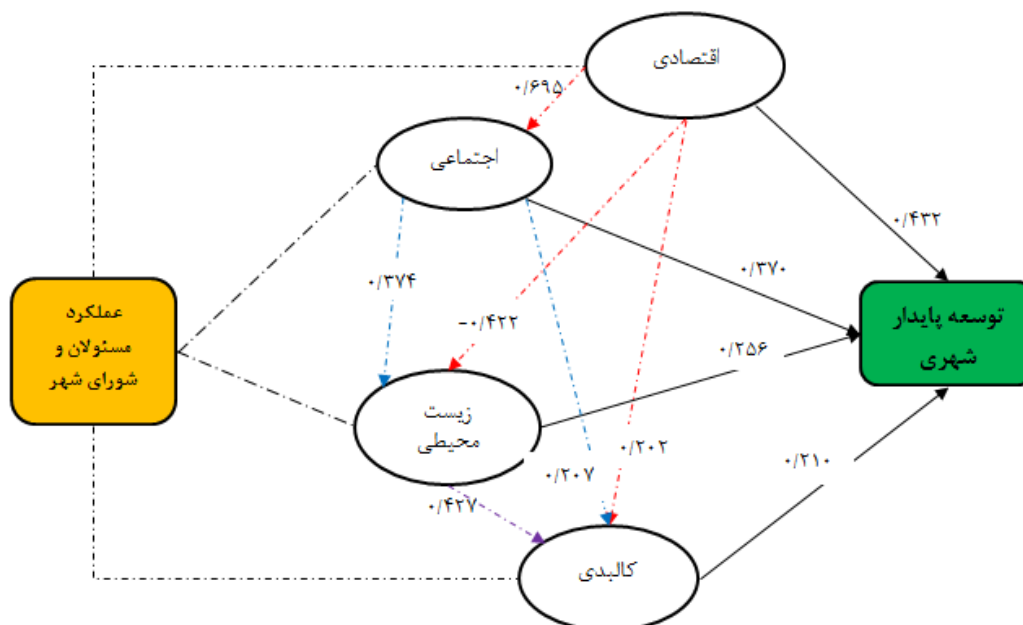 اقتصادی
۰/۶۹۵
اجتماعی
۰/۴۳۲
۰/۳۷۰
۰/۳۷۴
عملکرد
مسئولان و
شورای شهر
توسعه پایدار
شهری
-۰/۴۲۲
۰/۲۵۶
زیست
محیطی
۰/۲۰۲
۰/۲۰۷
۰/۲۱۰
۰/۴۲۷
کالبدی